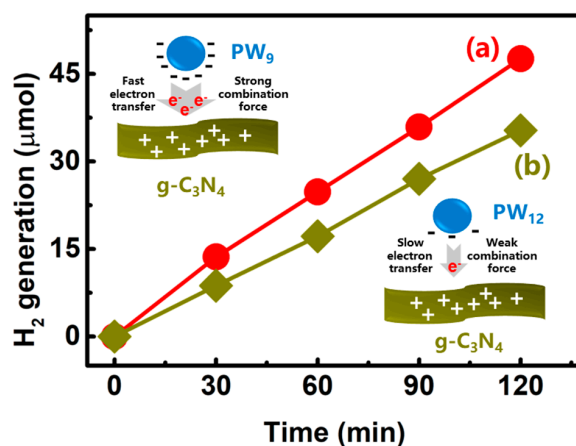 H₂ generation (μmol)
45
30
15
0
0 30 60 90 120
Time (min)
(a)
(b)
PW₉
Fast
electron
transfer
Strong
combination
force
e⁻ e⁻
e⁻
+ + + + + + +
g-C₃N₄
PW₁₂
Slow
electron
transfer
Weak
combination
force
e⁻
+ + + + + + + +
g-C₃N₄